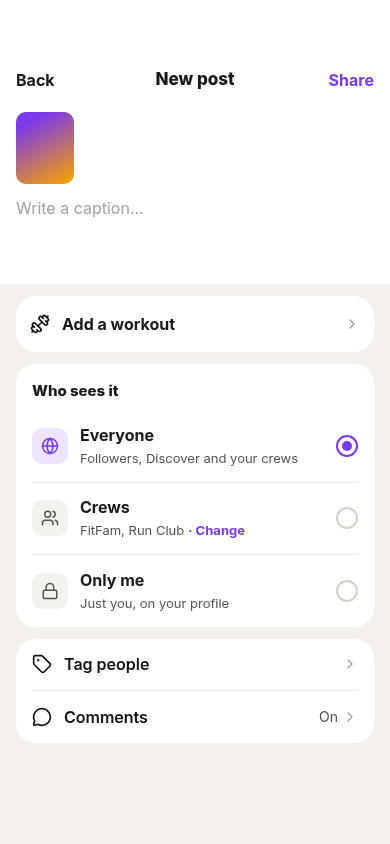 Back
New post
Share
Write a caption...
Add a workout
Who sees it
Everyone
Followers, Discover and your crews
Crews
FitFam, Run Club · Change
Only me
Just you, on your profile
Tag people
Comments
On